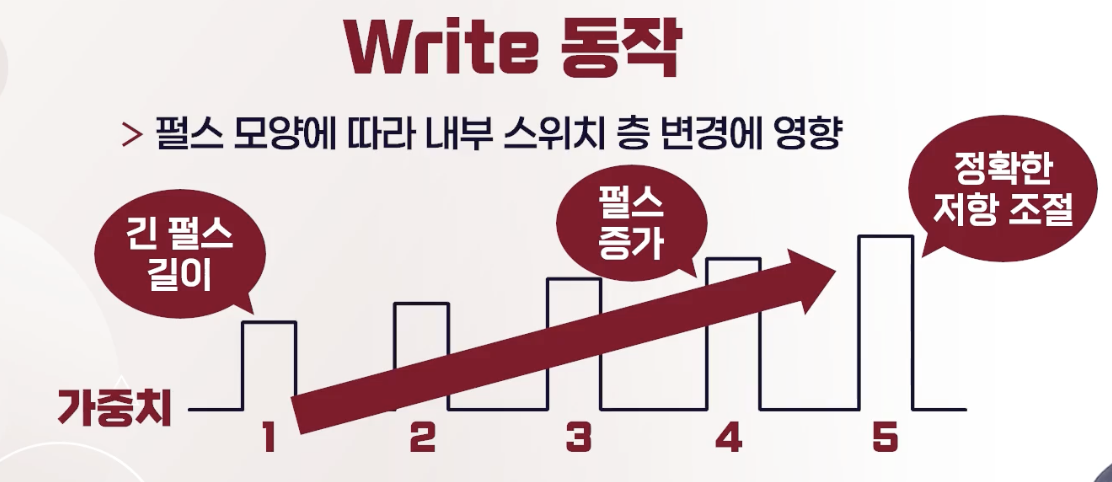 Write 동작
> 펄스 모양에 따라 내부 스위치 층 변경에 영향
긴 펄스
길이
펄스
증가
정확한
저항 조절
가중치
1 2 3 4 5